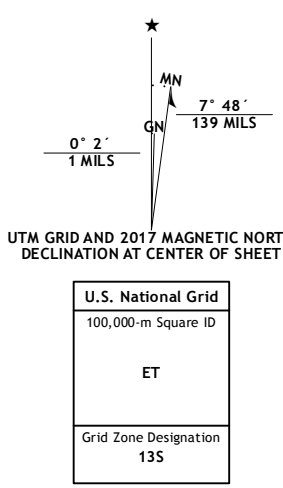 ★
MN
GN
7° 48´
139 MILS
0° 2´
1 MILS
UTM GRID AND 2017 MAGNETIC NORT
DECLINATION AT CENTER OF SHEET
U.S. National Grid
100,000-m Square ID
ET
Grid Zone Designation
13S